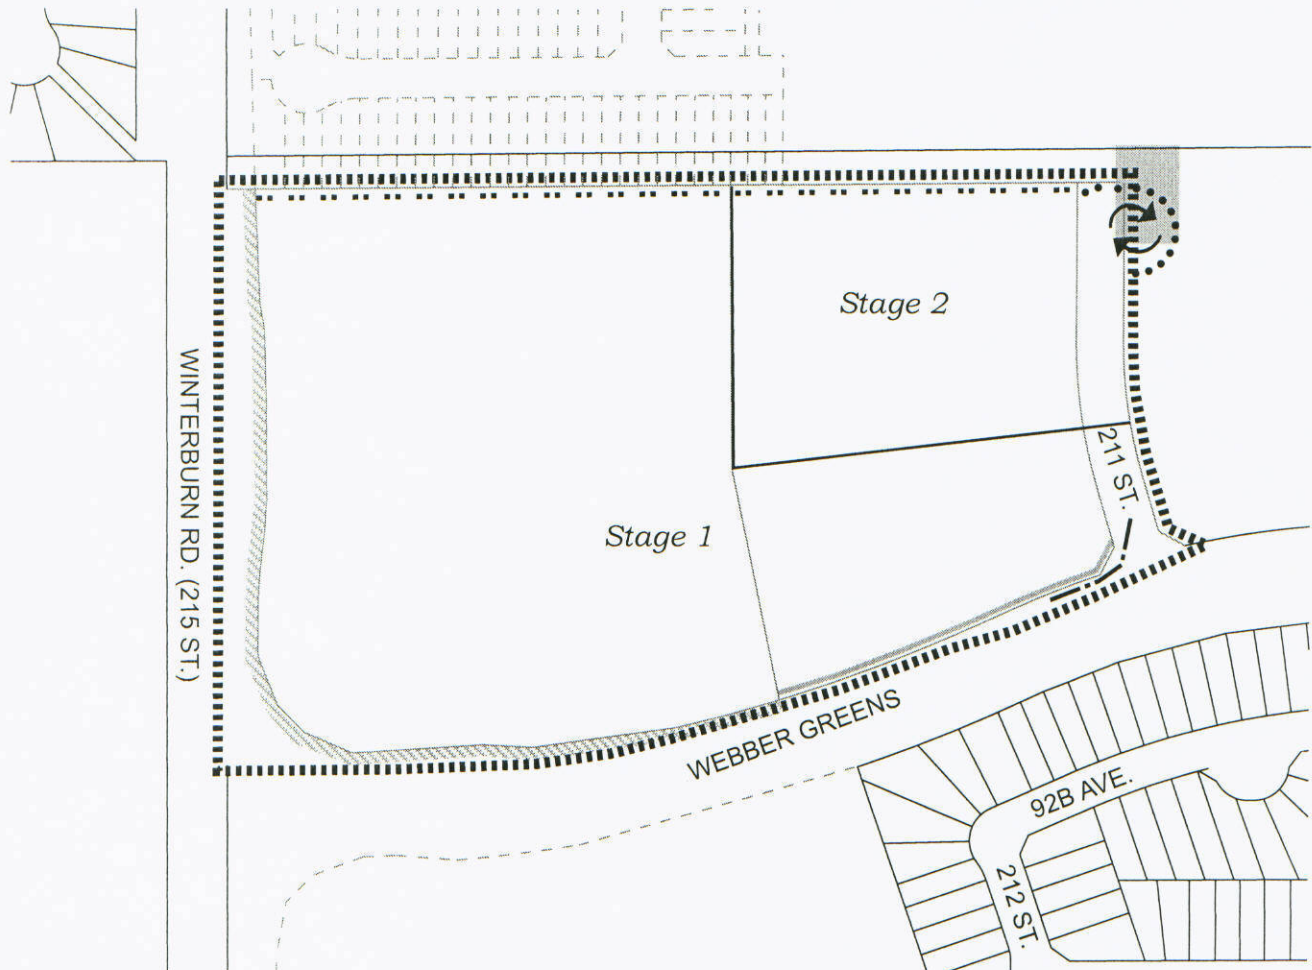 Stage 2
WINTERBURN RD. (215 ST.)
211 ST.
Stage 1
WEBBER GREENS
92B AVE.
212 ST.